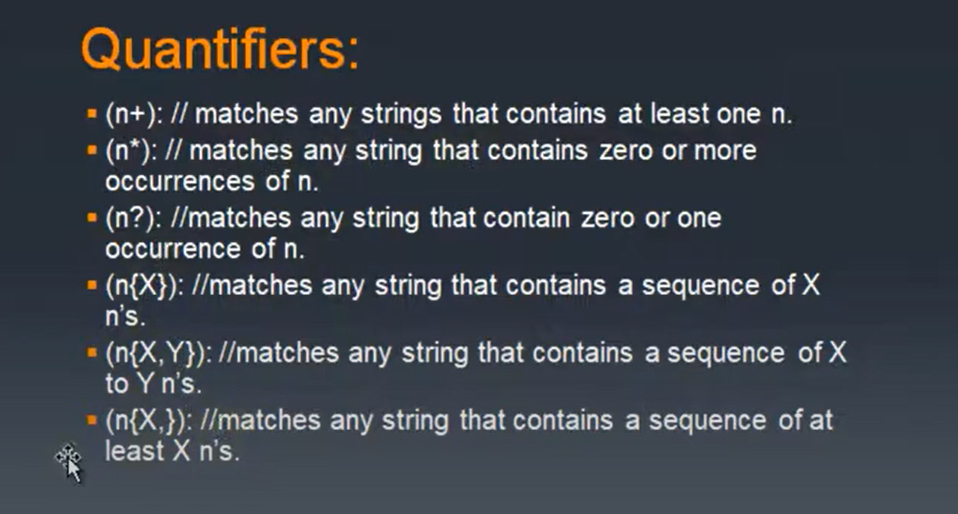 Quantifiers:
▪ (n+): // matches any strings that contains at least one n.
▪ (n*): // matches any string that contains zero or more
occurrences of n.
▪ (n?): //matches any string that contain zero or one
occurrence of n.
▪ (n{X}): //matches any string that contains a sequence of X
n's.
▪ (n{X,Y}): //matches any string that contains a sequence of X
to Y n's.
▪ (n{X,}): //matches any string that contains a sequence of at
least X n's.